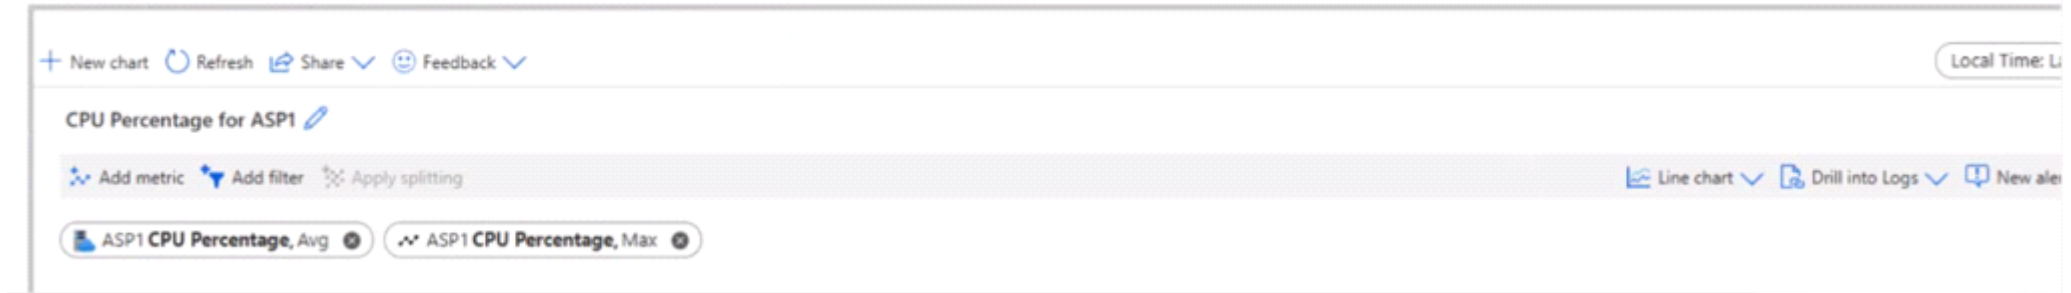 New chart Refresh Share Feedback Local Time:
CPU Percentage for ASP1
Add metric Add filter Apply splitting Line chart Drill into Logs New
ASP1 CPU Percentage, Avg ASP1 CPU Percentage, Max